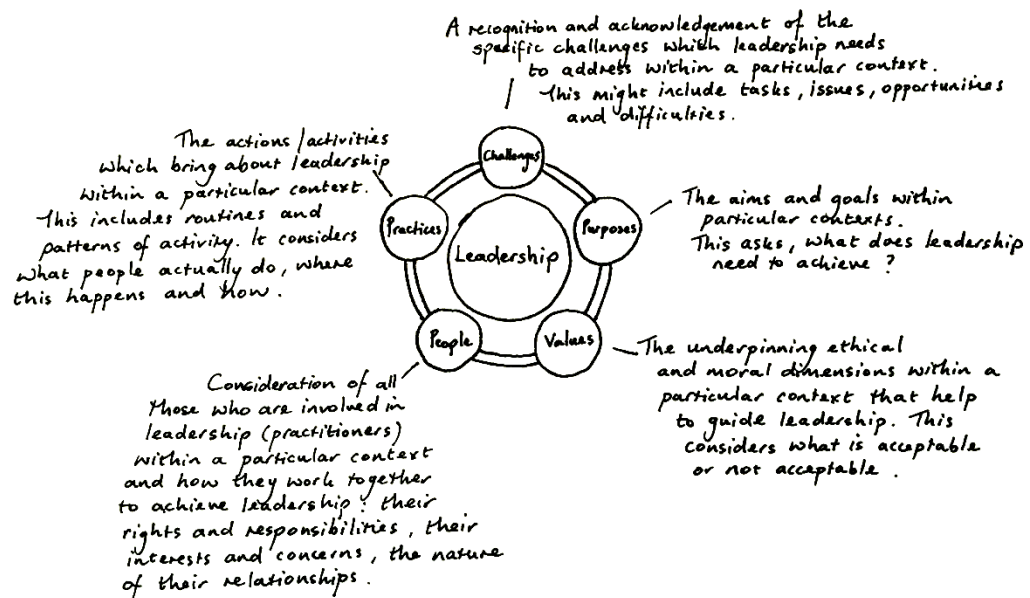 A recognition and acknowledgement of the
specific challenges which leadership needs
to address within a particular context.
This might include tasks, issues, opportunities
and difficulties.
Challenges
The actions/activities
which bring about leadership
within a particular context.
This includes routines and
patterns of activity. It considers
what people actually do, where
this happens and how.
Practices
Leadership
Purposes
The aims and goals within
particular contexts.
This asks, what does leadership
need to achieve?
People
Values
The underpinning ethical
and moral dimensions within a
particular context that help
to guide leadership. This
considers what is acceptable
or not acceptable.
Consideration of all
those who are involved in
leadership (practitioners)
within a particular context
and how they work together
to achieve leadership: their
rights and responsibilities, their
interests and concerns, the nature
of their relationships.